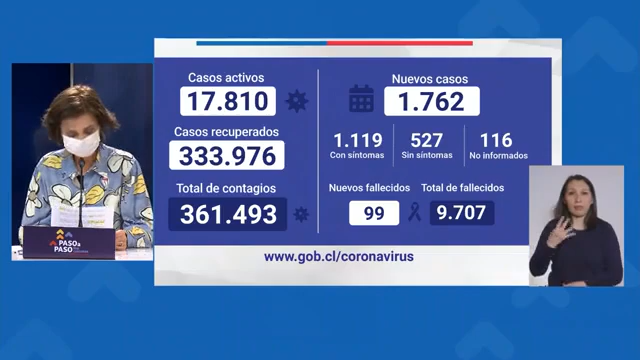 Casos activos
17.810
Casos recuperados
333.976
Total de contagios
361.493
Nuevos casos
1.762
1.119
Con síntomas
527
Sin síntomas
116
No informados
Nuevos fallecidos
99
Total de fallecidos
9.707
www.gob.cl/coronavirus
PASO a
PASO